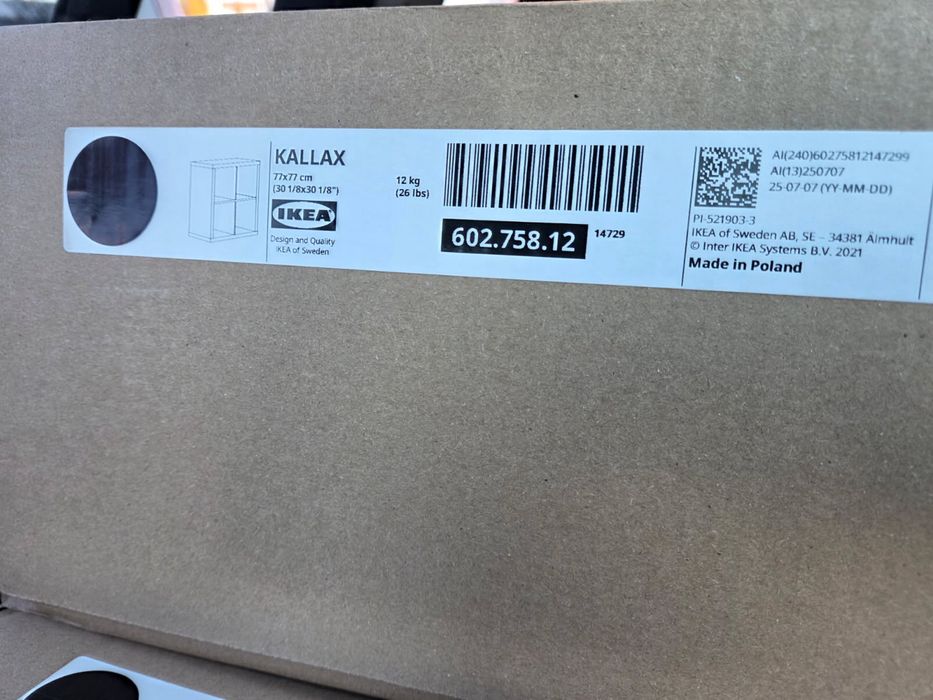 KALLAX
77x77 cm
(30 1/8x30 1/8")
IKEA
Design and Quality
IKEA of Sweden
12 kg
(26 lbs)
602.758.12
14729
AI(240)60275812147299
AI(13)250707
25-07-07 (YY-MM-DD)
PI-521903-3
IKEA of Sweden AB, SE – 34381 Älmhult
© Inter IKEA Systems B.V. 2021
Made in Poland